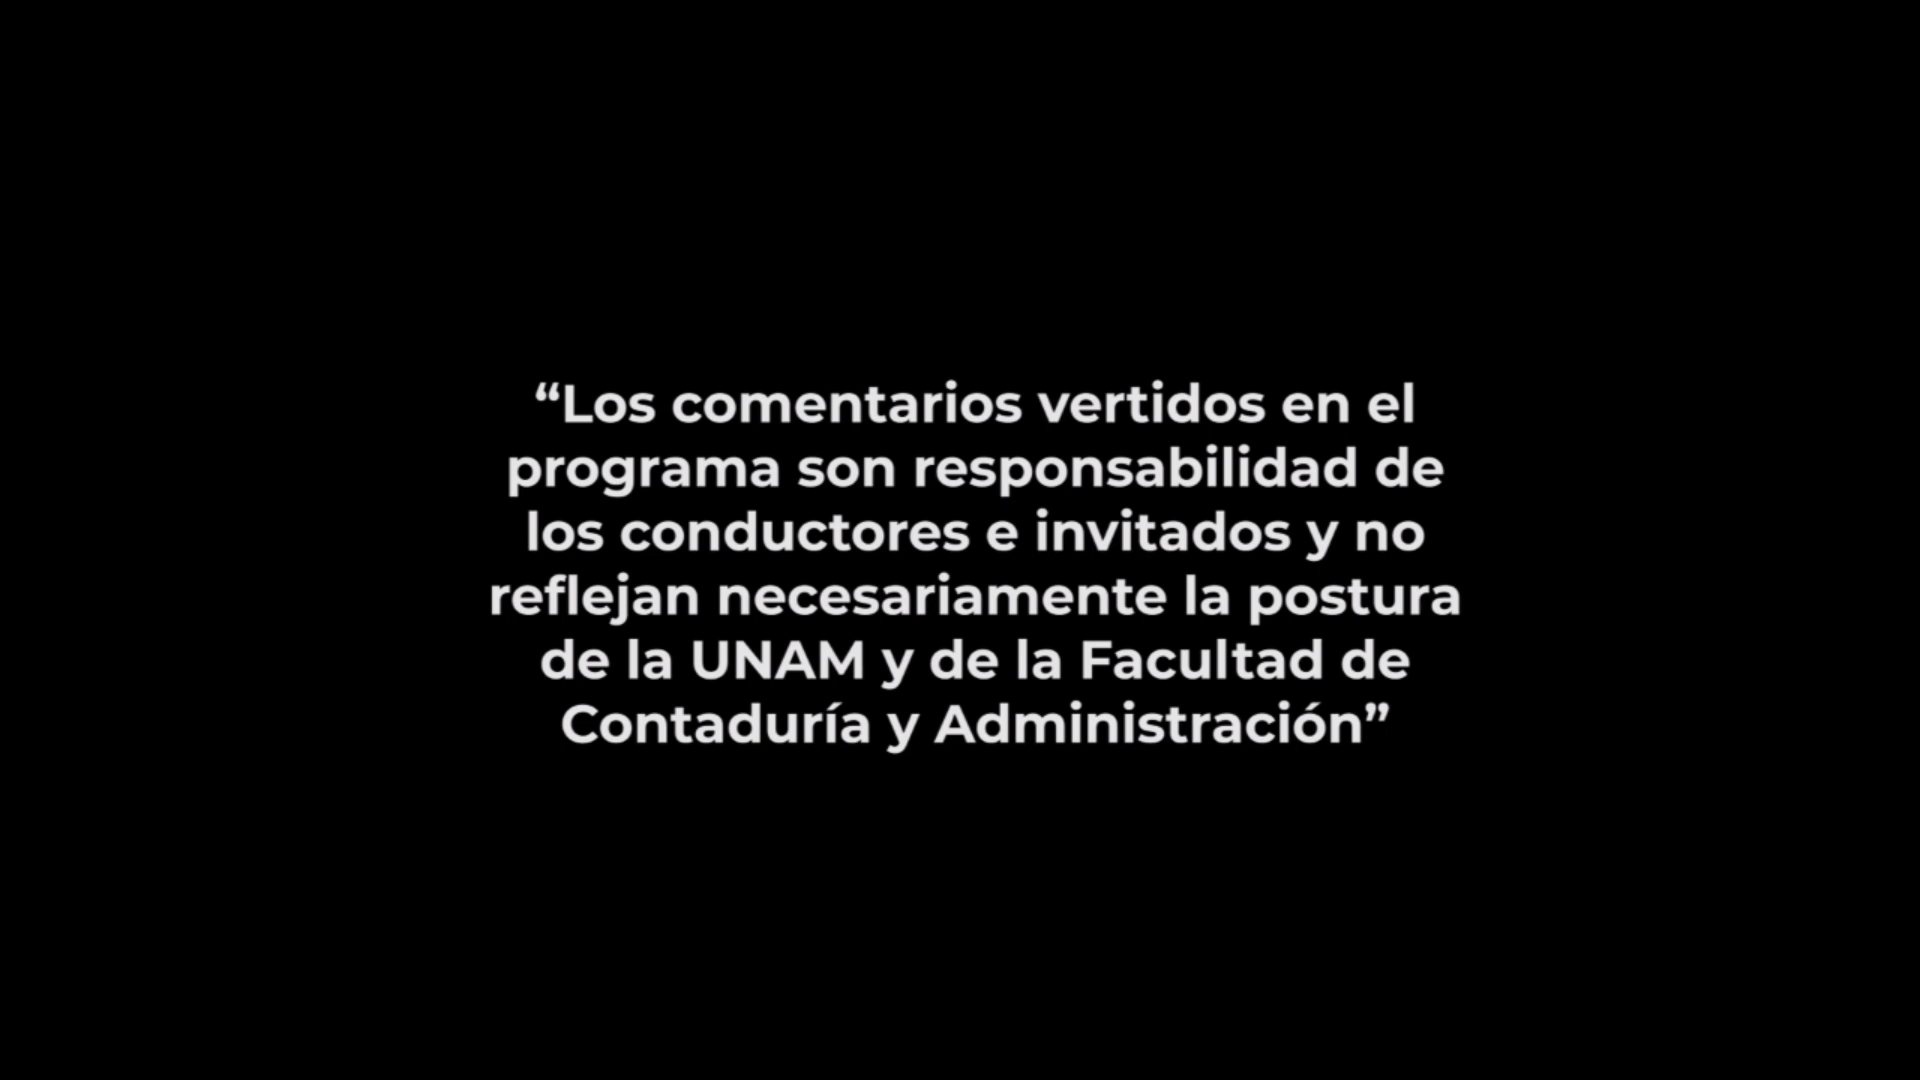 “Los comentarios vertidos en el
programa son responsabilidad de
los conductores e invitados y no
reflejan necesariamente la postura
de la UNAM y de la Facultad de
Contaduría y Administración”